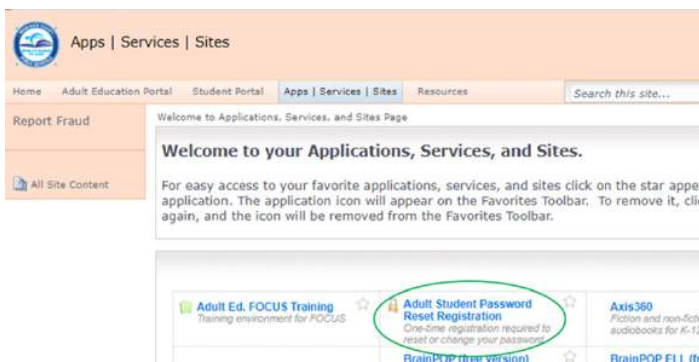 Apps | Services | Sites
Home Adult Education Portal Student Portal Apps | Services | Sites Resources Search this site...
Report Fraud
Welcome to Applications, Services, and Sites Page
Welcome to your Applications, Services, and Sites.
All Site Content
For easy access to your favorite applications, services, and sites click on the star appe
application. The application icon will appear on the Favorites Toolbar. To remove it, cli
again, and the icon will be removed from the Favorites Toolbar.
Adult Ed. FOCUS Training
Training environment for FOCUS
Adult Student Password
Reset Registration
One-time registration required to
reset or change your password
Axis360
Fiction and non-fict
audiobooks for K-12
BrainPOP (free version)
BrainPOP ELL (f